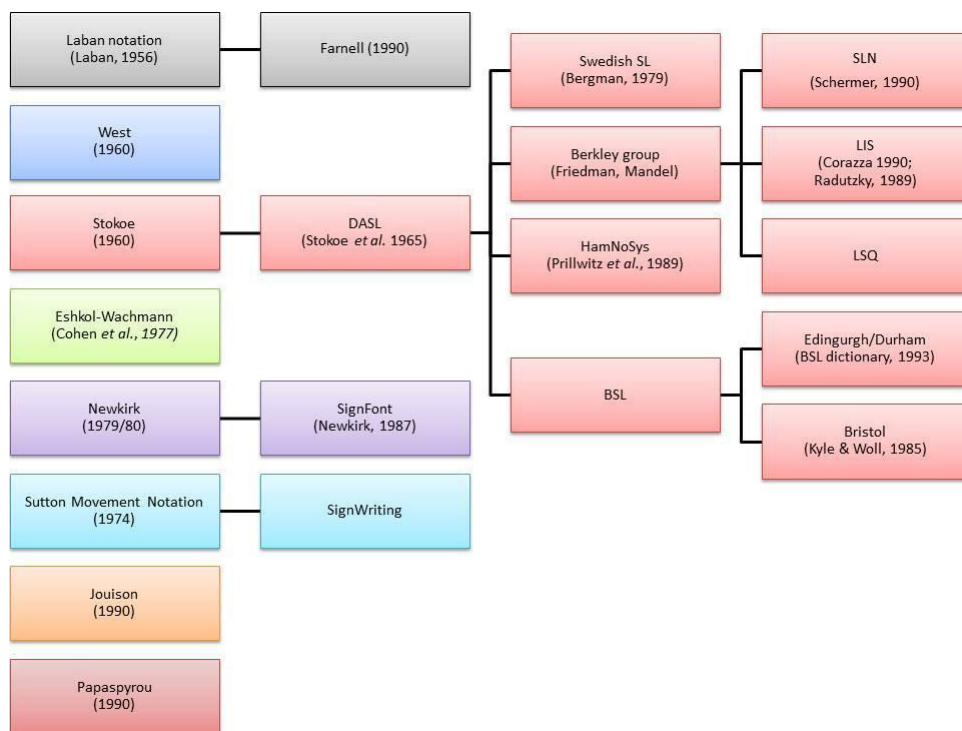 Laban notation
(Laban, 1956)
Farnell (1990)
West
(1960)
Stokoe
(1960)
DASL
(Stokoe et al. 1965)
Eshkol-Wachmann
(Cohen et al., 1977)
Newkirk
(1979/80)
SignFont
(Newkirk, 1987)
Sutton Movement Notation
(1974)
SignWriting
Jouison
(1990)
Papaspyrou
(1990)
Swedish SL
(Bergman, 1979)
Berkley group
(Friedman, Mandel)
HamNoSys
(Prillwitz et al., 1989)
BSL
SLN
(Schermer, 1990)
LIS
(Corazza 1990;
Radutzky, 1989)
LSQ
Edingurgh/Durham
(BSL dictionary, 1993)
Bristol
(Kyle & Woll, 1985)